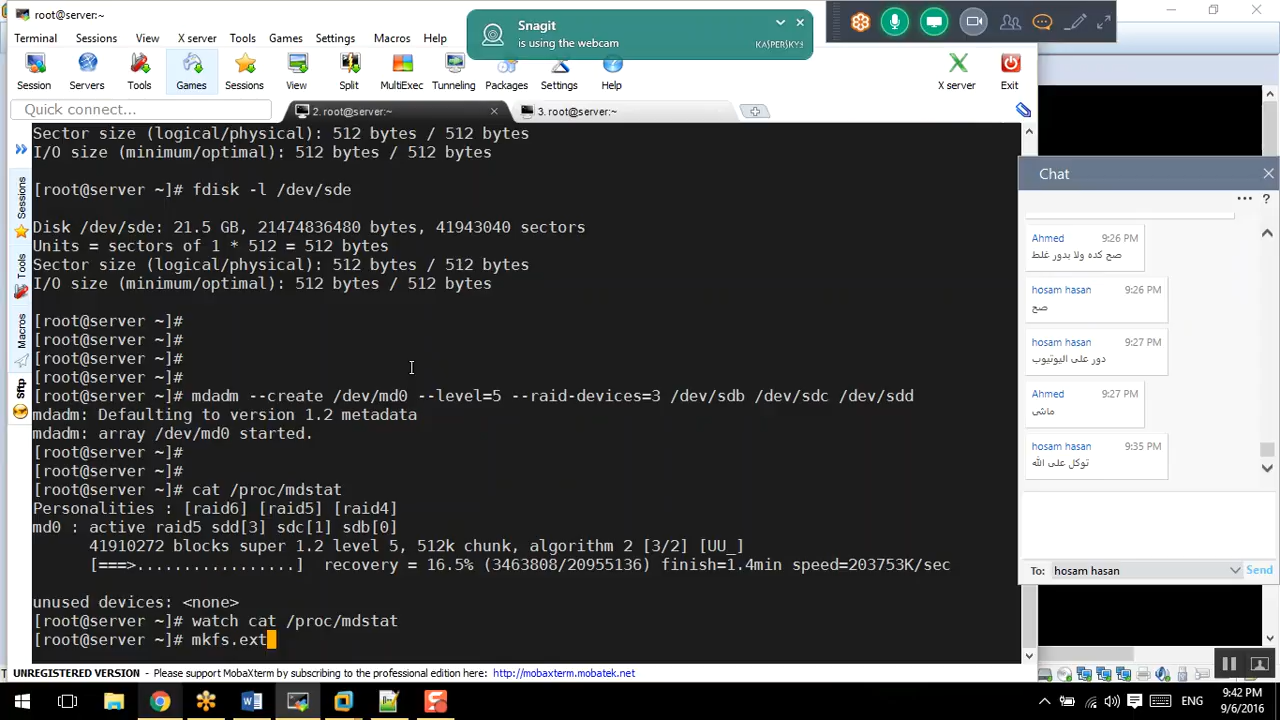 root@server:~
Terminal Sessions View X server Tools Games Settings Macros Help
Session Servers Tools Games Sessions View Split MultiExec Tunneling Packages Settings Help X server Exit
Snagit
is using the webcam
KASPERSKY
Quick connect...
2. root@server:~
3. root@server:~
Sessions
Tools
Macros
Sftp
Sector size (logical/physical): 512 bytes / 512 bytes
I/O size (minimum/optimal): 512 bytes / 512 bytes
[root@server ~]# fdisk -l /dev/sde
Disk /dev/sde: 21.5 GB, 21474836480 bytes, 41943040 sectors
Units = sectors of 1 * 512 = 512 bytes
Sector size (logical/physical): 512 bytes / 512 bytes
I/O size (minimum/optimal): 512 bytes / 512 bytes
[root@server ~]#
[root@server ~]#
[root@server ~]#
[root@server ~]#
[root@server ~]# mdadm --create /dev/md0 --level=5 --raid-devices=3 /dev/sdb /dev/sdc /dev/sdd
mdadm: Defaulting to version 1.2 metadata
mdadm: array /dev/md0 started.
[root@server ~]#
[root@server ~]#
[root@server ~]# cat /proc/mdstat
Personalities : [raid6] [raid5] [raid4]
md0 : active raid5 sdd[3] sdc[1] sdb[0]
41910272 blocks super 1.2 level 5, 512k chunk, algorithm 2 [3/2] [UU_]
[===>.................] recovery = 16.5% (3463808/20955136) finish=1.4min speed=203753K/sec
unused devices: <none>
[root@server ~]# watch cat /proc/mdstat
[root@server ~]# mkfs.ext
UNREGISTERED VERSION - Please support MobaXterm by subscribing to the professional edition here: http://mobaxterm.mobatek.net
Chat
Ahmed 9:26 PM
صح كده ولا بدور غلط
hosam hasan 9:26 PM
صح
hosam hasan 9:27 PM
دور على اليوتيوب
Ahmed 9:27 PM
ماشى
hosam hasan 9:35 PM
توكل على الله
To: hosam hasan Send
ENG
9:42 PM
9/6/2016